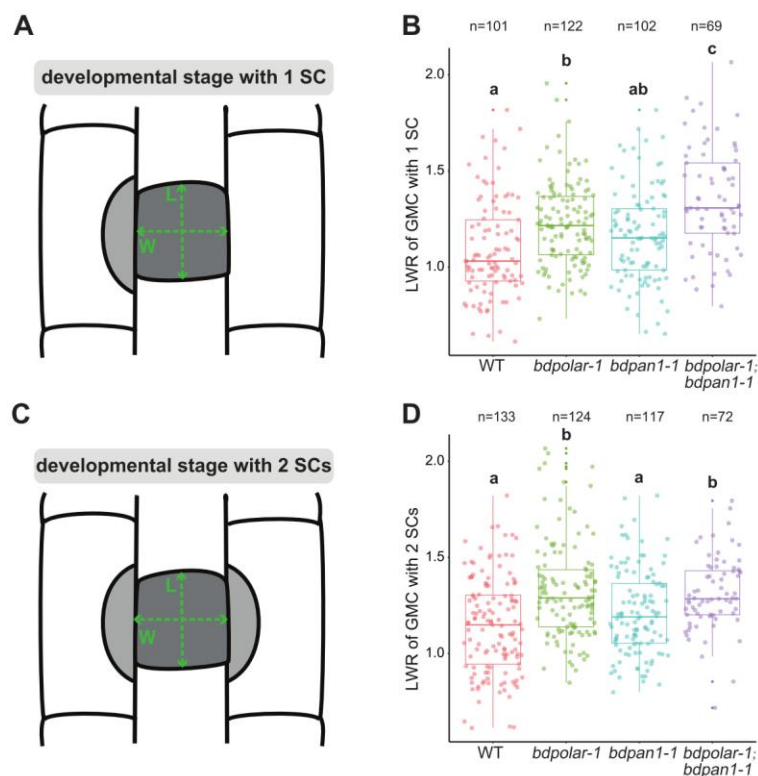 A
developmental stage with 1 SC
L
W
B
n=101 n=122 n=102 n=69
a b ab c
2.0
1.5
1.0
LWR of GMC with 1 SC
WT bdpolar-1 bdpan1-1 bdpolar-1;
bdpan1-1
C
developmental stage with 2 SCs
L
W
D
n=133 n=124 n=117 n=72
a b a b
2.0
1.5
1.0
LWR of GMC with 2 SCs
WT bdpolar-1 bdpan1-1 bdpolar-1;
bdpan1-1